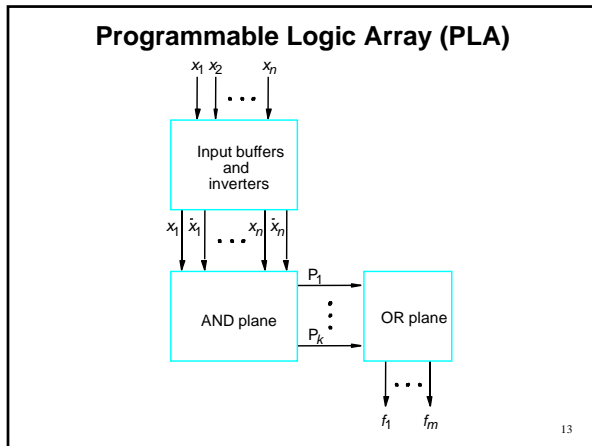 Programmable Logic Array (PLA)
x1 x2 xn
Input buffers
and
inverters
x1 x̄1 xn x̄n
P1
AND plane
OR plane
Pk
f1 fm
13